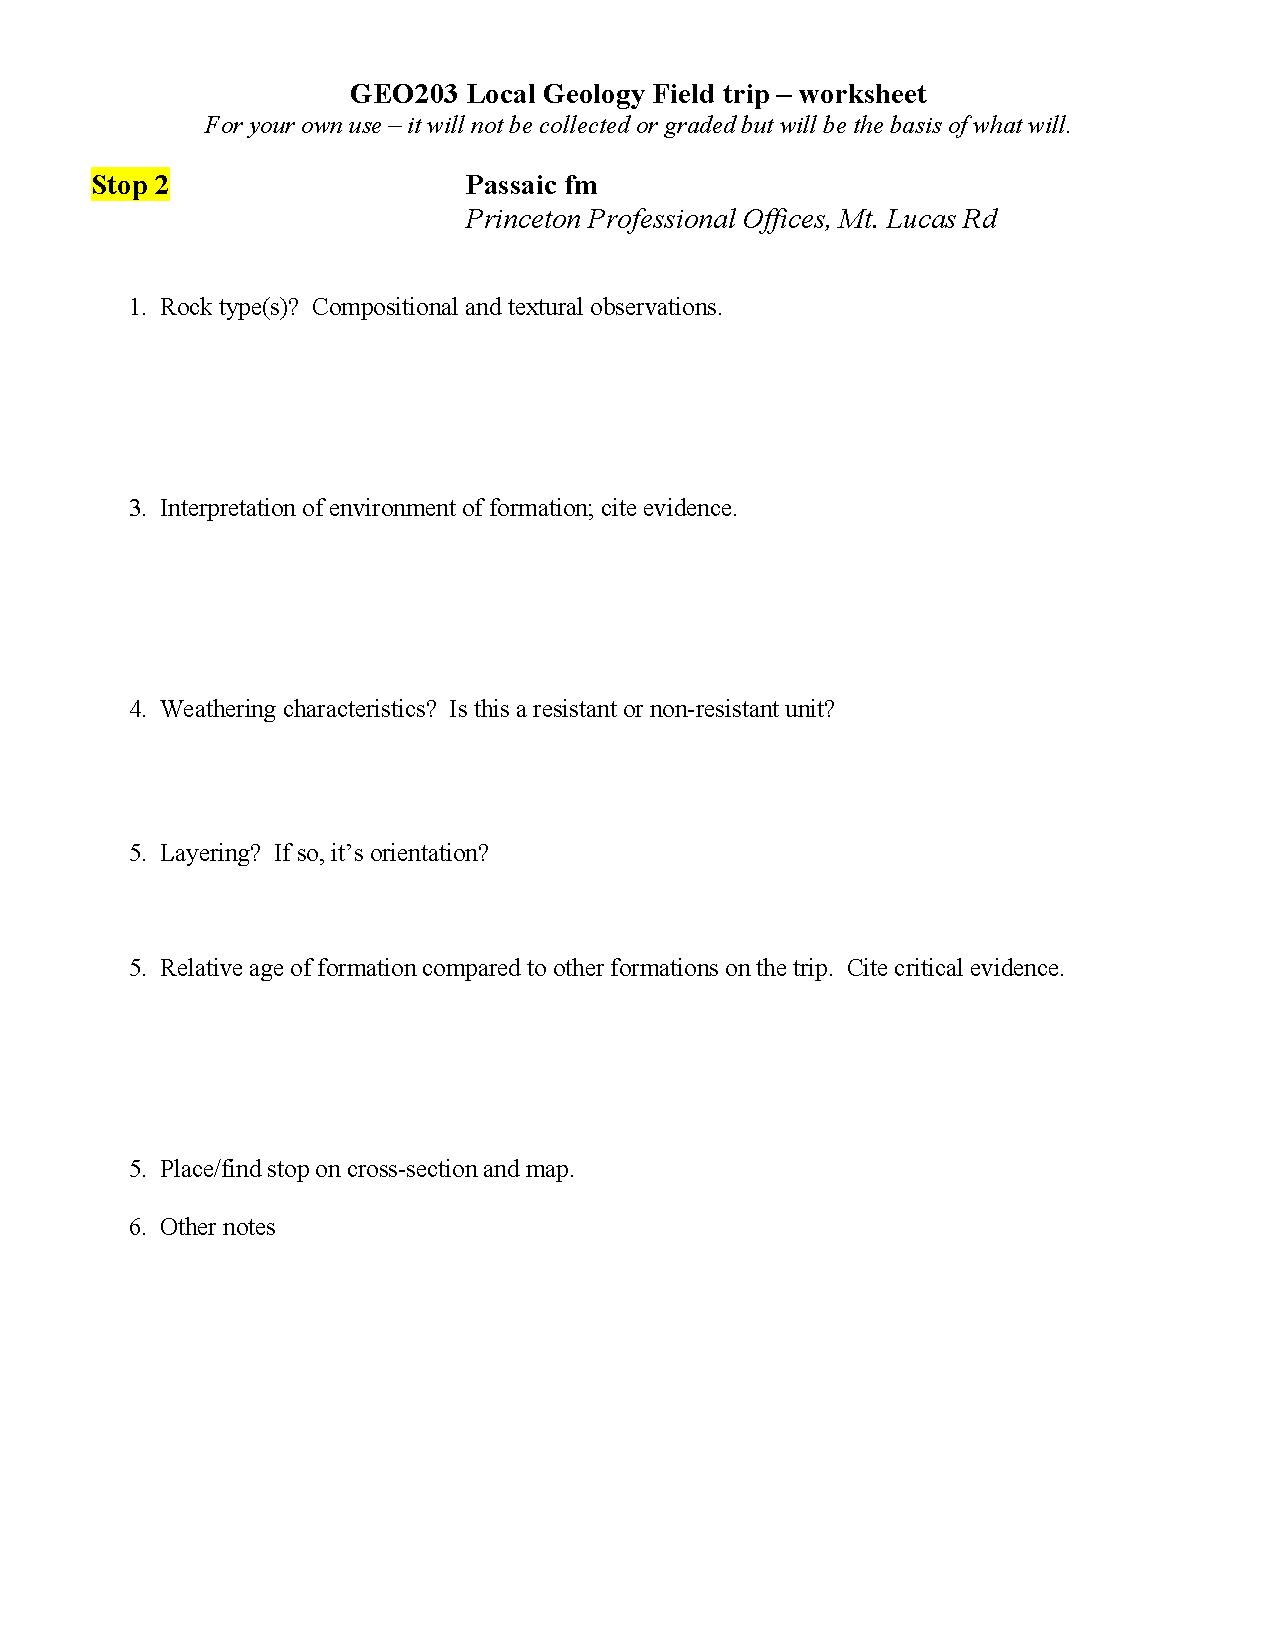 GEO203 Local Geology Field trip – worksheet
For your own use – it will not be collected or graded but will be the basis of what will.
Stop 2 Passaic fm
Princeton Professional Offices, Mt. Lucas Rd
1. Rock type(s)? Compositional and textural observations.
3. Interpretation of environment of formation; cite evidence.
4. Weathering characteristics? Is this a resistant or non-resistant unit?
5. Layering? If so, it’s orientation?
5. Relative age of formation compared to other formations on the trip. Cite critical evidence.
5. Place/find stop on cross-section and map.
6. Other notes